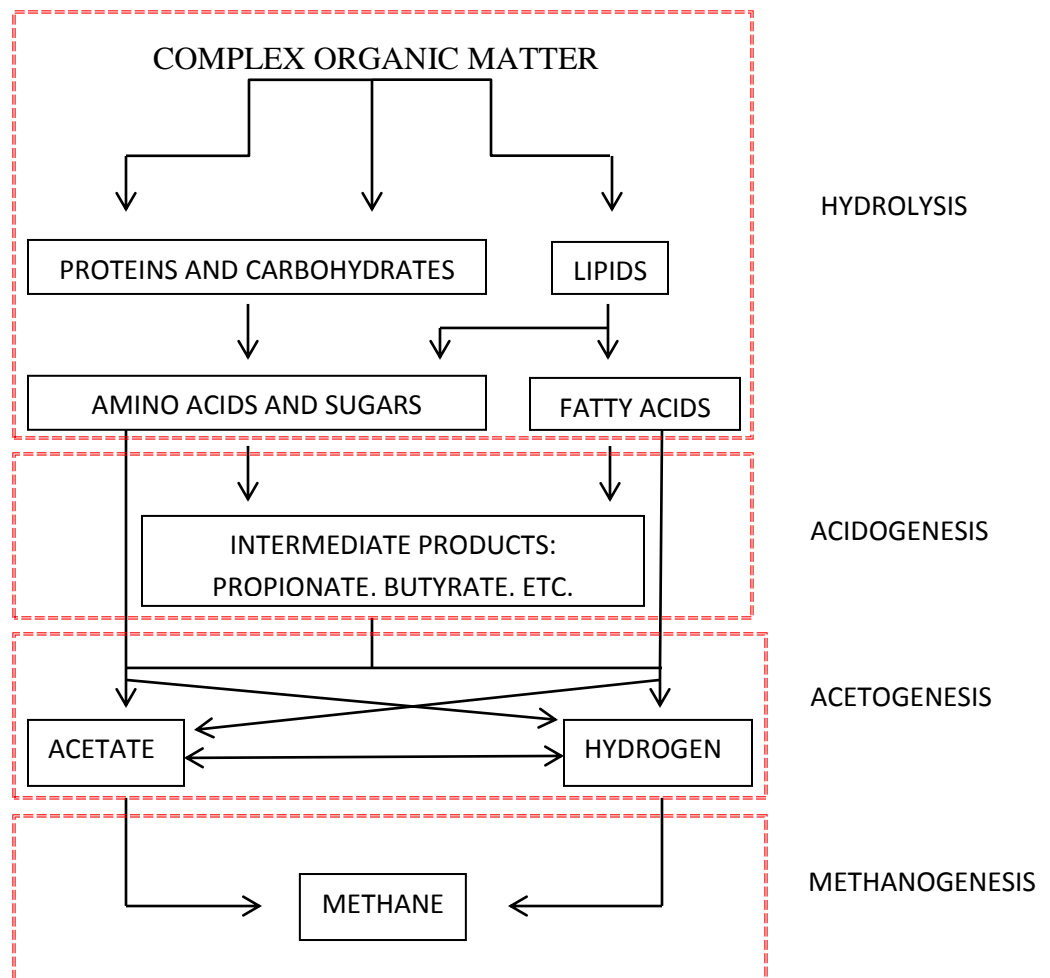 COMPLEX ORGANIC MATTER
HYDROLYSIS
PROTEINS AND CARBOHYDRATES
LIPIDS
AMINO ACIDS AND SUGARS
FATTY ACIDS
INTERMEDIATE PRODUCTS:
PROPIONATE. BUTYRATE. ETC.
ACIDOGENESIS
ACETOGENESIS
ACETATE
HYDROGEN
METHANOGENESIS
METHANE